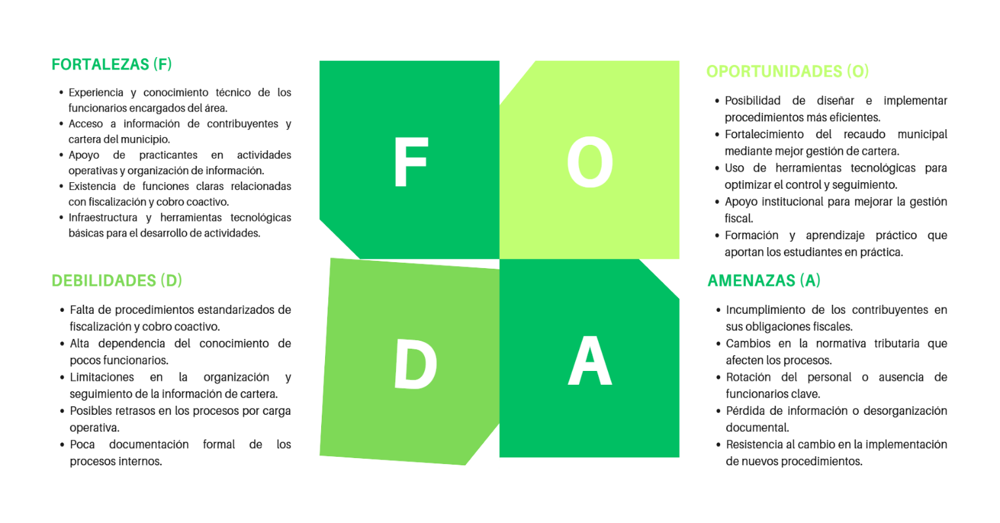 FORTALEZAS (F)
• Experiencia y conocimiento técnico de los
funcionarios encargados del área.
• Acceso a información de contribuyentes y
cartera del municipio.
• Apoyo de practicantes en actividades
operativas y organización de información.
• Existencia de funciones claras relacionadas
con fiscalización y cobro coactivo.
• Infraestructura y herramientas tecnológicas
básicas para el desarrollo de actividades.
F
O
OPORTUNIDADES (O)
• Posibilidad de diseñar e implementar
procedimientos más eficientes.
• Fortalecimiento del recaudo municipal
mediante mejor gestión de cartera.
• Uso de herramientas tecnológicas para
optimizar el control y seguimiento.
• Apoyo institucional para mejorar la gestión
fiscal.
• Formación y aprendizaje práctico que
aportan los estudiantes en práctica.
DEBILIDADES (D)
• Falta de procedimientos estandarizados de
fiscalización y cobro coactivo.
• Alta dependencia del conocimiento de
pocos funcionarios.
• Limitaciones en la organización y
seguimiento de la información de cartera.
• Posibles retrasos en los procesos por carga
operativa.
• Poca documentación formal de los
procesos internos.
D
A
AMENAZAS (A)
• Incumplimiento de los contribuyentes en
sus obligaciones fiscales.
• Cambios en la normativa tributaria que
afecten los procesos.
• Rotación del personal o ausencia de
funcionarios clave.
• Pérdida de información o desorganización
documental.
• Resistencia al cambio en la implementación
de nuevos procedimientos.